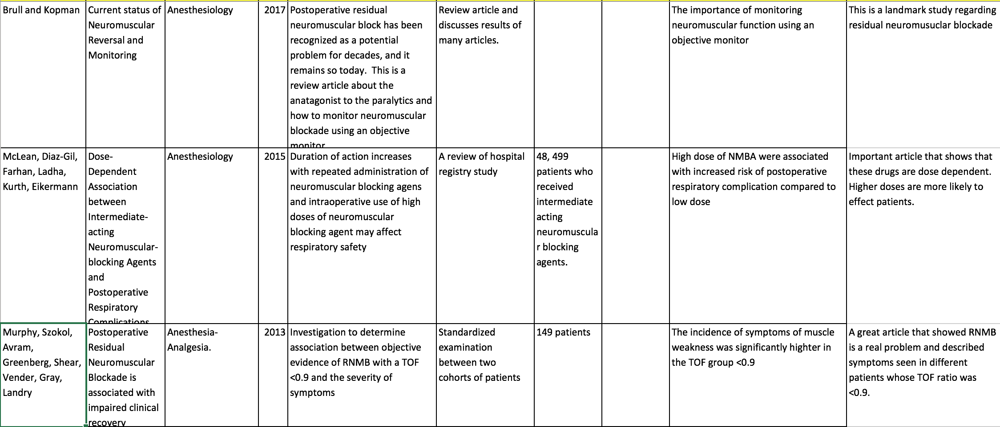 Brull and Kopman
Current status of
Neuromuscular
Reversal and
Monitoring
Anesthesiology
2017
Postoperative residual
neuromuscular block has been
recognized as a potential
problem for decades, and it
remains so today.  This is a
review article about the
anatagonist to the paralytics and
how to monitor neuromuscular
blockade using an objective
monitor
Review article and
discusses results of
many articles.
The importance of monitoring
neuromuscular function using an
objective monitor
This is a landmark study regarding
residual neuromusuclar blockade
McLean, Diaz-Gil,
Farhan, Ladha,
Kurth, Eikermann
Dose-
Dependent
Association
between
Intermediate-
acting
Neuromuscular-
blocking Agents
and
Postoperative
Respiratory
Complications
Anesthesiology
2015
Duration of action increases
with repeated administration of
neuromuscular blocking agens
and intraoperative use of high
doses of neuromuscular
blocking agent may affect
respiratory safety
A review of hospital
registry study
48, 499
patients who
received
intermediate
acting
neuromuscula
r blocking
agents.
High dose of NMBA were associated
with increased risk of postoperative
respiratory complication compared to
low dose
Important article that shows that
these drugs are dose dependent.
Higher doses are more likely to
effect patients.
Murphy, Szokol,
Avram,
Greenberg, Shear,
Vender, Gray,
Landry
Postoperative
Residual
Neuromuscular
Blockade is
associated with
impaired clinical
recovery
Anesthesia-
Analgesia.
2013
Investigation to determine
association between objective
evidence of RNMB with a TOF
<0.9 and the severity of
symptoms
Standardized
examination
between two
cohorts of patients
149 patients
The incidence of symptoms of muscle
weakness was significantly highter in
the TOF group <0.9
A great article that showed RNMB
is a real problem and described
symptoms seen in different
patients whose TOF ratio was
<0.9.